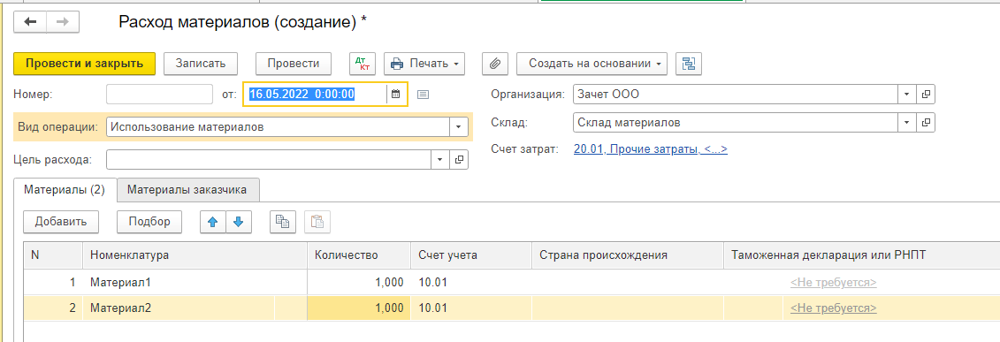 Расход материалов (создание) *
Провести и закрыть Записать Провести Дт Кт Печать Создать на основании
Номер: от: 16.05.2022 0:00:00 Организация: Зачет ООО
Вид операции: Использование материалов Склад: Склад материалов
Цель расхода: Счет затрат: 20.01, Прочие затраты, <...>
Материалы (2) Материалы заказчика
Добавить Подбор
N Номенклатура Количество Счет учета Страна происхождения Таможенная декларация или РНПТ
1 Материал1 1,000 10.01 <Не требуется>
2 Материал2 1,000 10.01 <Не требуется>